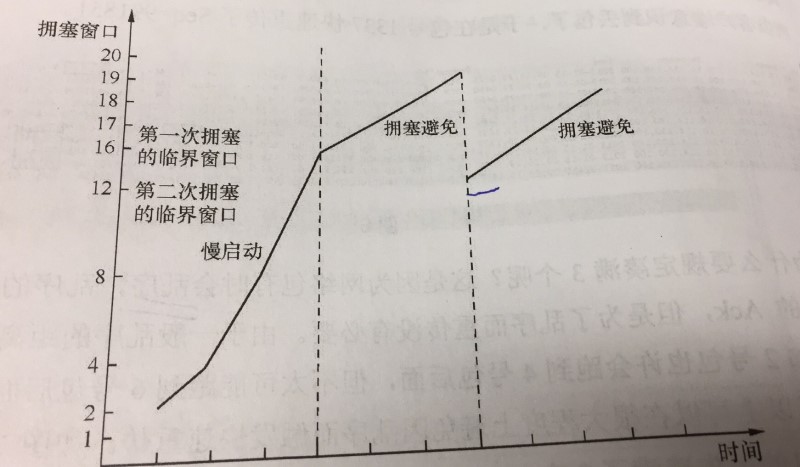 拥塞窗口
20
19
18
17
16
12
8
4
2
1
第一次拥塞
的临界窗口
第二次拥塞
的临界窗口
慢启动
拥塞避免
拥塞避免
时间